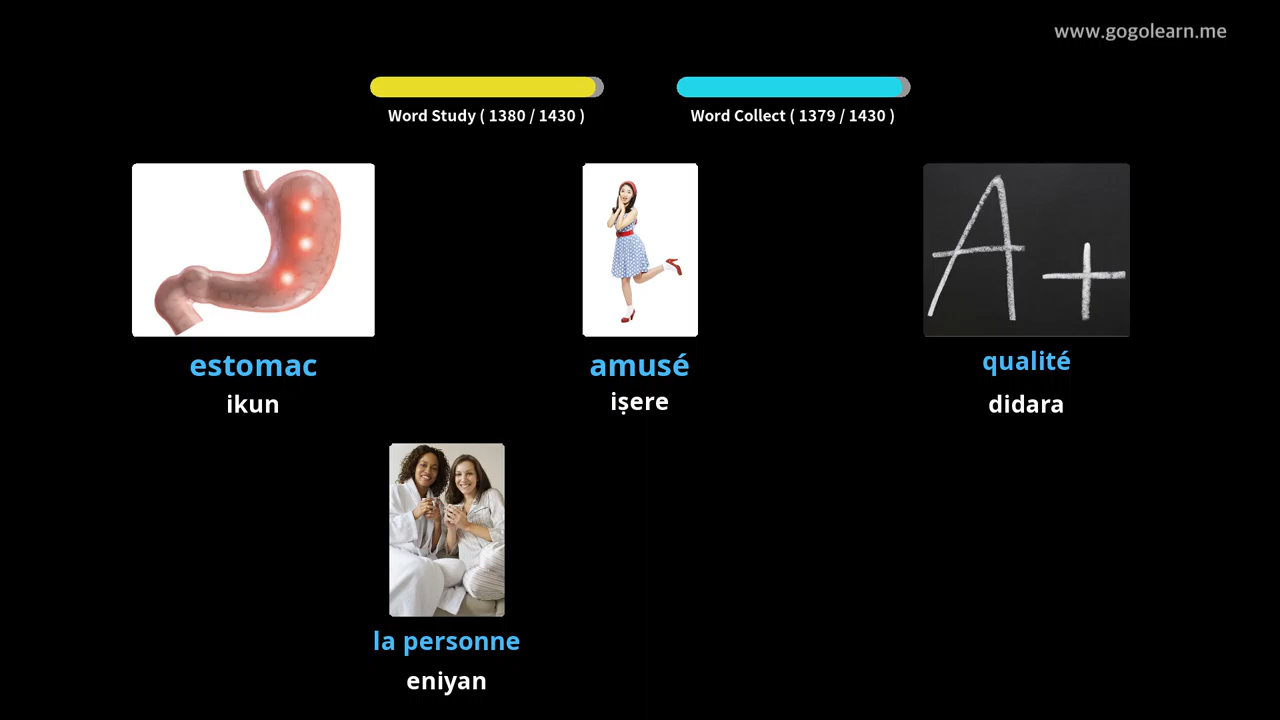 www.gogolearn.me
Word Study ( 1380 / 1430 )
Word Collect ( 1379 / 1430 )
A+
estomac
ikun
amusé
iṣere
qualité
didara
la personne
eniyan